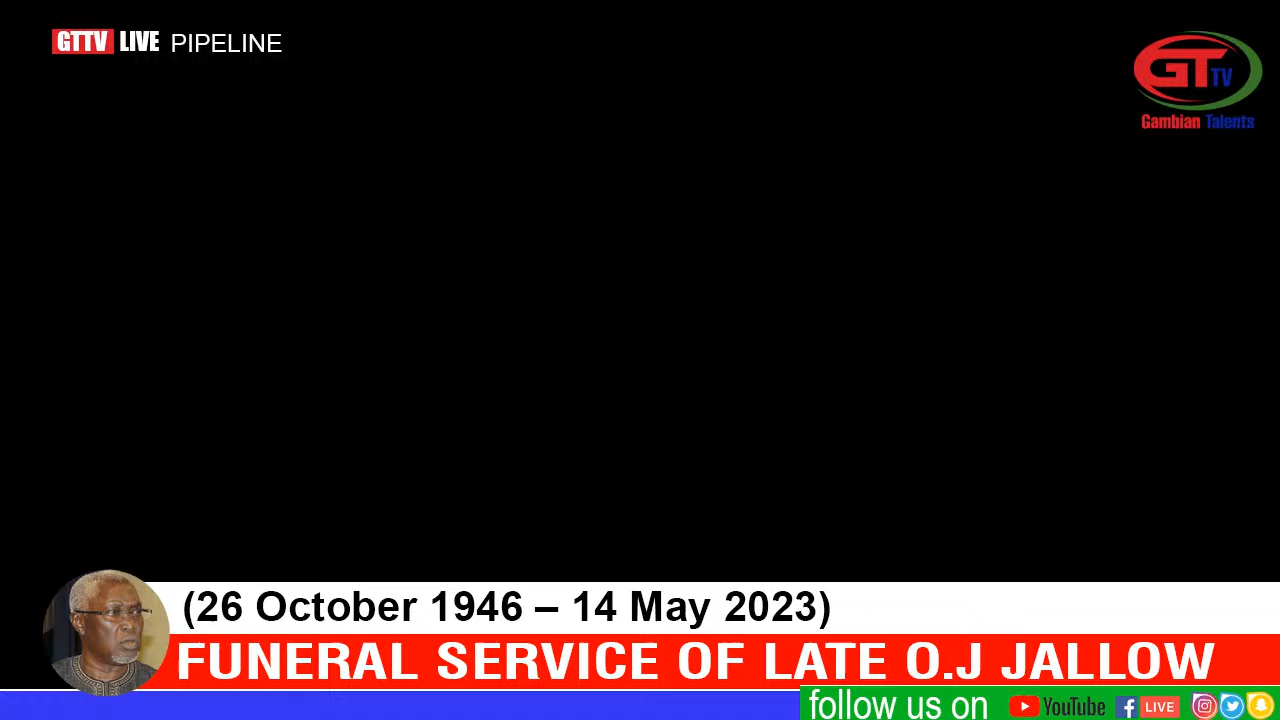 GTTV LIVE PIPELINE
GT TV
Gambian Talents
(26 October 1946 – 14 May 2023)
FUNERAL SERVICE OF LATE O.J JALLOW
follow us on YouTube f LIVE